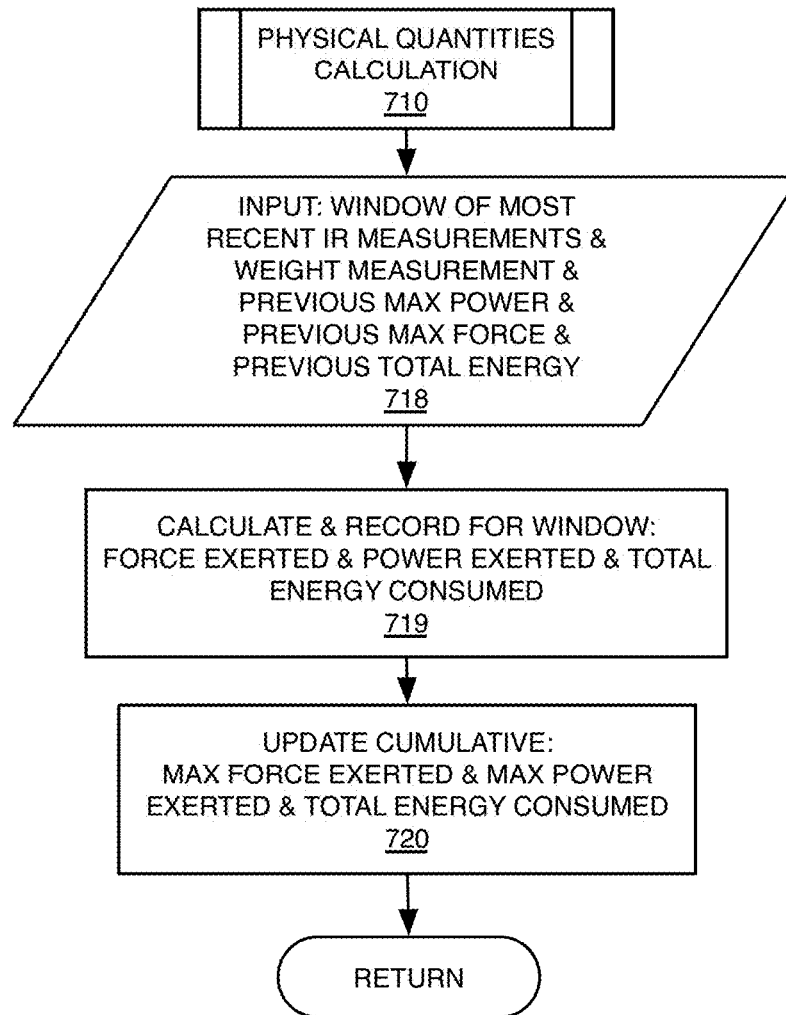 PHYSICAL QUANTITIES
CALCULATION
710
INPUT: WINDOW OF MOST
RECENT IR MEASUREMENTS &
WEIGHT MEASUREMENT &
PREVIOUS MAX POWER &
PREVIOUS MAX FORCE &
PREVIOUS TOTAL ENERGY
718
CALCULATE & RECORD FOR WINDOW:
FORCE EXERTED & POWER EXERTED & TOTAL
ENERGY CONSUMED
719
UPDATE CUMULATIVE:
MAX FORCE EXERTED & MAX POWER
EXERTED & TOTAL ENERGY CONSUMED
720
RETURN